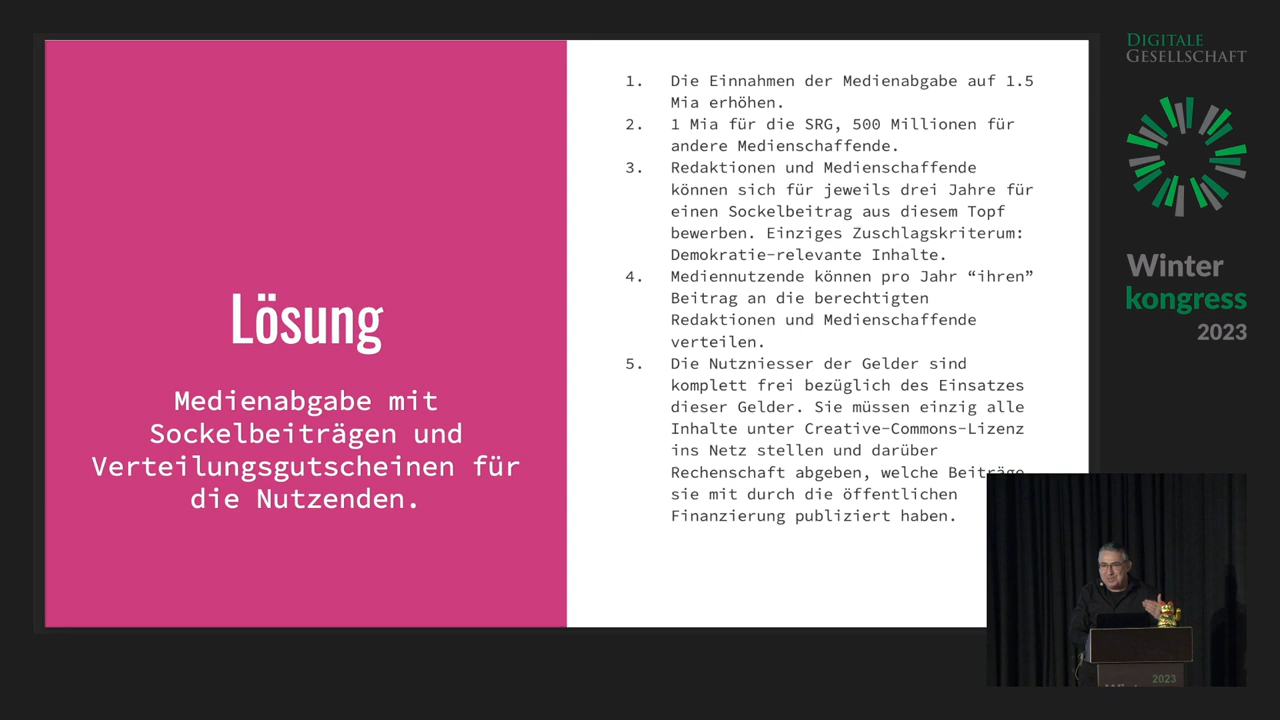 DIGITALE
GESELLSCHAFT
Winter
kongress
2023
Lösung
Medienabgabe mit
Sockelbeiträgen und
Verteilungsgutscheinen für
die Nutzenden.
1. Die Einnahmen der Medienabgabe auf 1.5
Mia erhöhen.
2. 1 Mia für die SRG, 500 Millionen für
andere Medienschaffende.
3. Redaktionen und Medienschaffende
können sich für jeweils drei Jahre für
einen Sockelbeitrag aus diesem Topf
bewerben. Einziges Zuschlagskriterum:
Demokratie-relevante Inhalte.
4. Mediennutzende können pro Jahr “ihren”
Beitrag an die berechtigten
Redaktionen und Medienschaffende
verteilen.
5. Die Nutzniesser der Gelder sind
komplett frei bezüglich des Einsatzes
dieser Gelder. Sie müssen einzig alle
Inhalte unter Creative-Commons-Lizenz
ins Netz stellen und darüber
Rechenschaft abgeben, welche Beiträge
sie mit durch die öffentlichen
Finanzierung publiziert haben.
2023